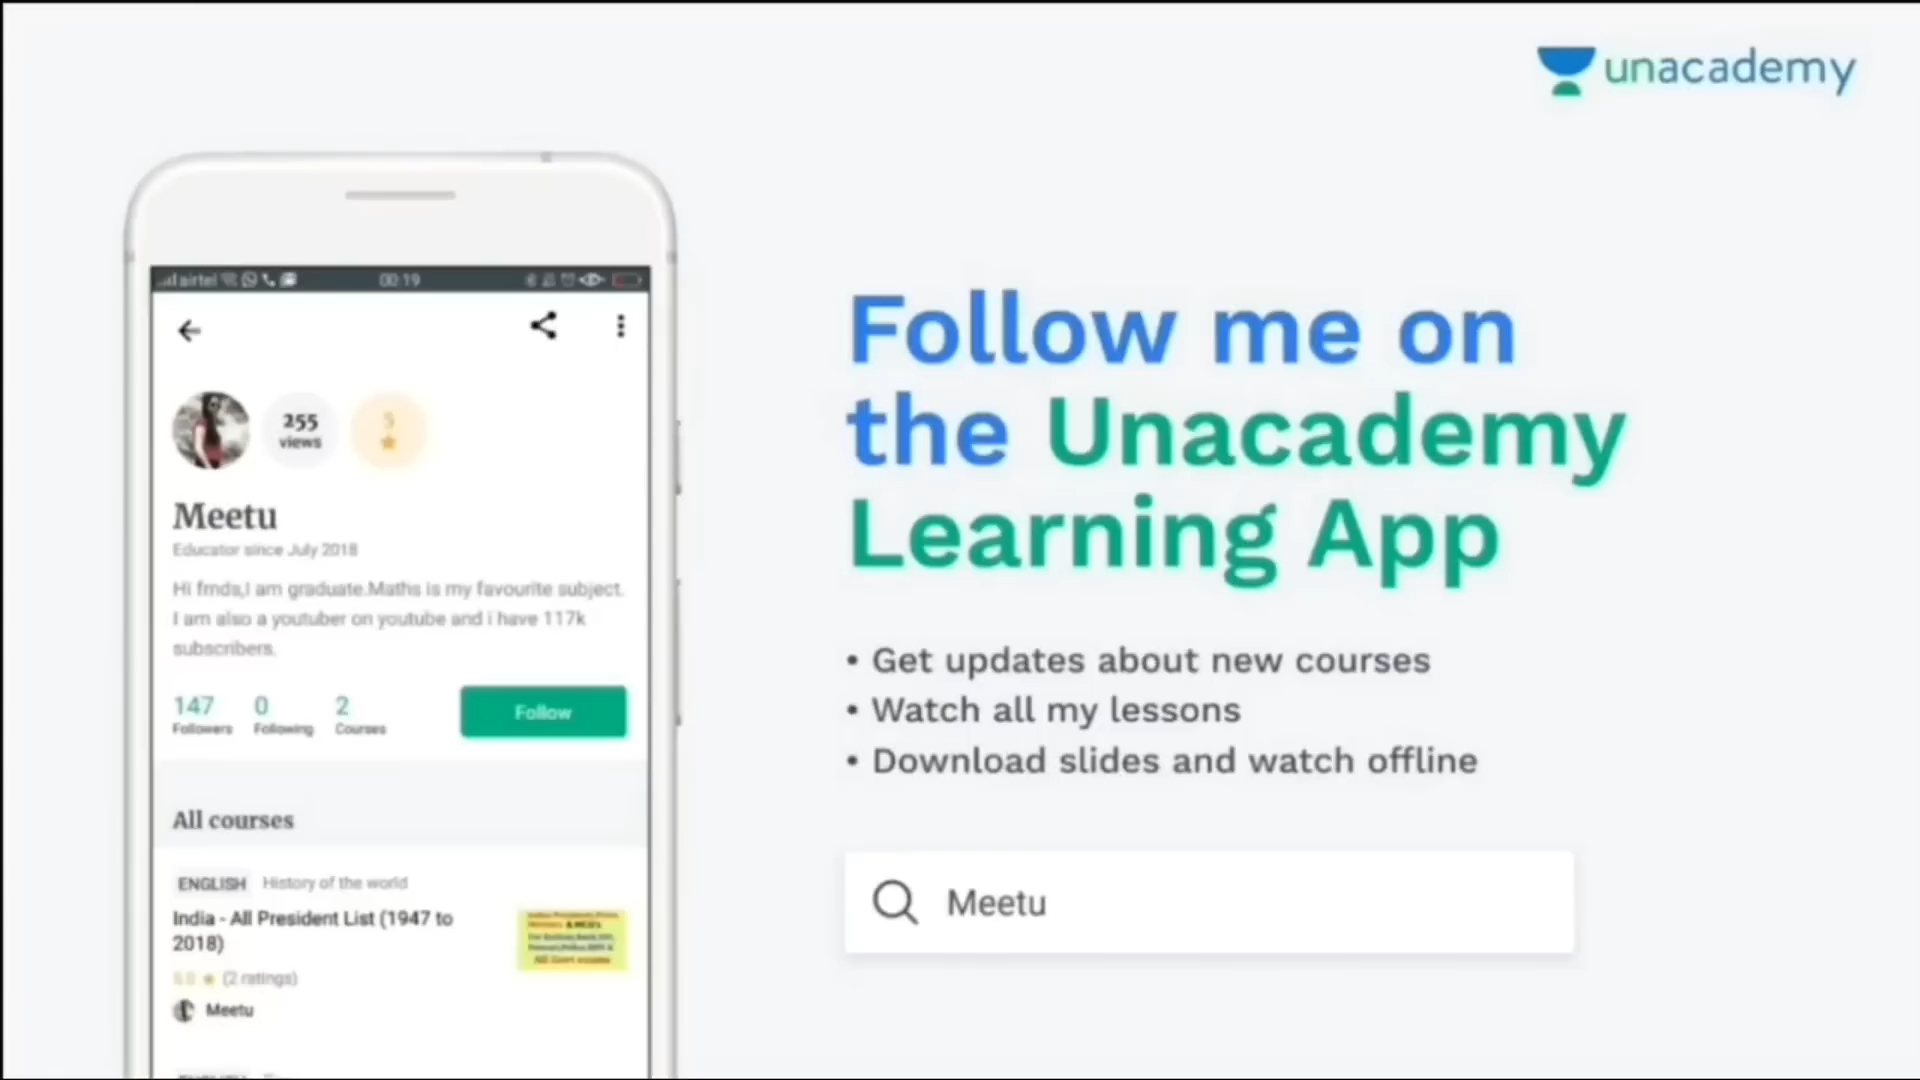 unacademy
airtel 00:19
255
views
5
Meetu
Educator since July 2018
Hi frnds,I am graduate.Maths is my favourite subject.
I am also a youtuber on youtube and i have 117k
subscribers.
147 0 2
Followers Following Courses
Follow
All courses
ENGLISH History of the world
India - All President List (1947 to
2018)
5.0 (2 ratings)
Meetu
Follow me on
the Unacademy
Learning App
• Get updates about new courses
• Watch all my lessons
• Download slides and watch offline
Meetu